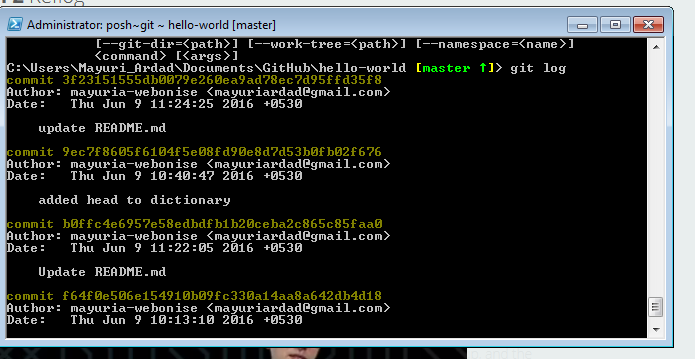 Reflog
Administrator: posh~git ~ hello-world [master]
[--git-dir=<path>] [--work-tree=<path>] [--namespace=<name>]
<command> [<args>]
C:\Users\Mayuri Ardad\Documents\GitHub\hello-world [master ↑]> git log
commit 3f23151555db0079e260ea9ad78ec7d95ffd35f8
Author: mayuria-webonise <mayuriardad@gmail.com>
Date:   Thu Jun 9 11:24:25 2016 +0530
update README.md
commit 9ec7f8605f6104f5e08fd90e8d7d53b0fb02f676
Author: mayuria-webonise <mayuriardad@gmail.com>
Date:   Thu Jun 9 10:40:47 2016 +0530
added head to dictionary
commit b0ffc4e6957e58edbdfb1b20ceba2c865c85faa0
Author: mayuria-webonise <mayuriardad@gmail.com>
Date:   Thu Jun 9 11:22:05 2016 +0530
Update README.md
commit f64f0e506e154910b09fc330a14aa8a642db4d18
Author: mayuria-webonise <mayuriardad@gmail.com>
Date:   Thu Jun 9 10:13:10 2016 +0530
and the